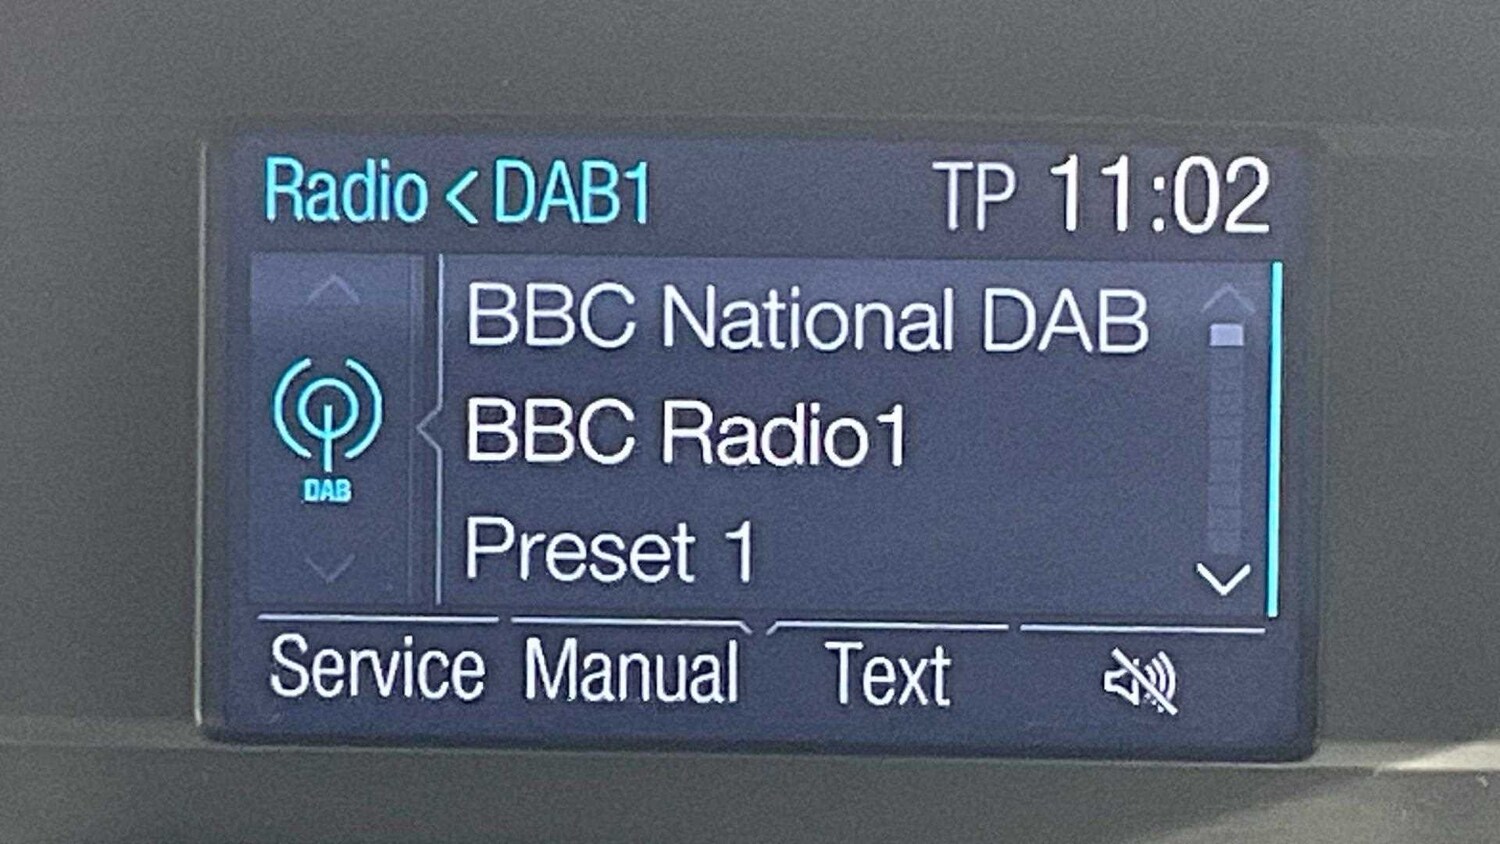 Radio < DAB1 TP 11:02
BBC National DAB
BBC Radio1
DAB
Preset 1
Service Manual Text